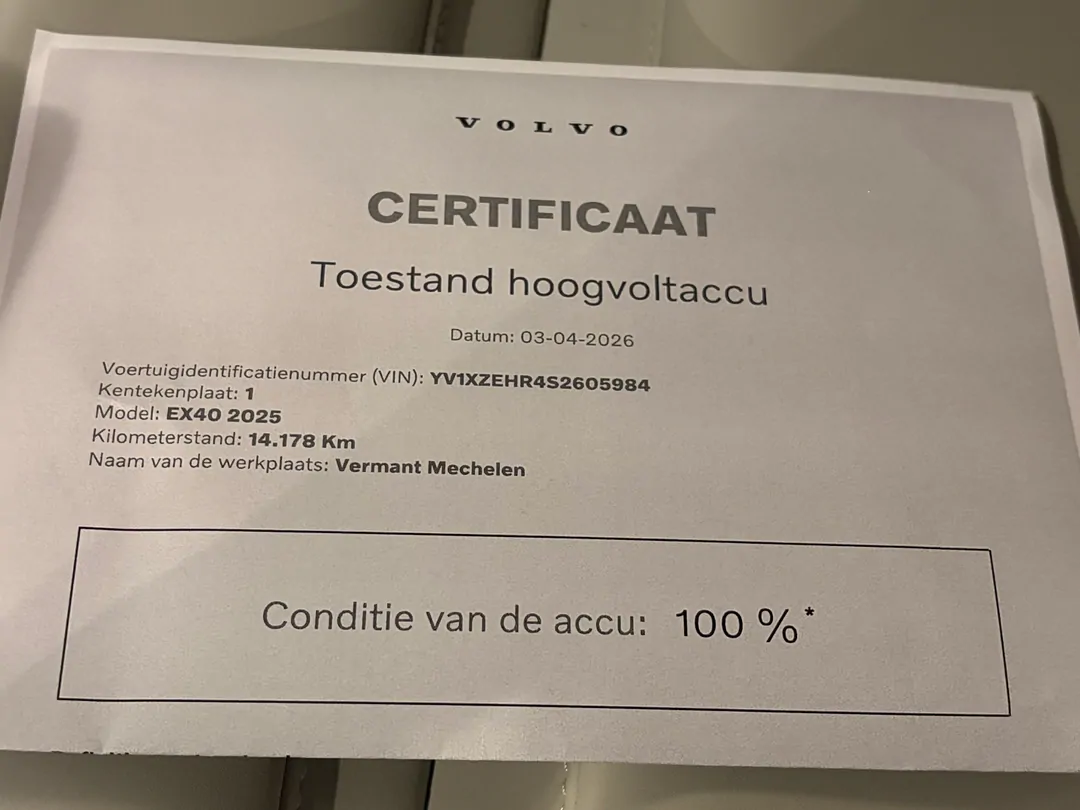 VOLVO
CERTIFICAAT
Toestand hoogvoltaccu
Datum: 03-04-2026
Voertuigidentificatienummer (VIN): YV1XZEHR4S2605984
Kentekenplaat: 1
Model: EX40 2025
Kilometerstand: 14.178 Km
Naam van de werkplaats: Vermant Mechelen
Conditie van de accu: 100 %*